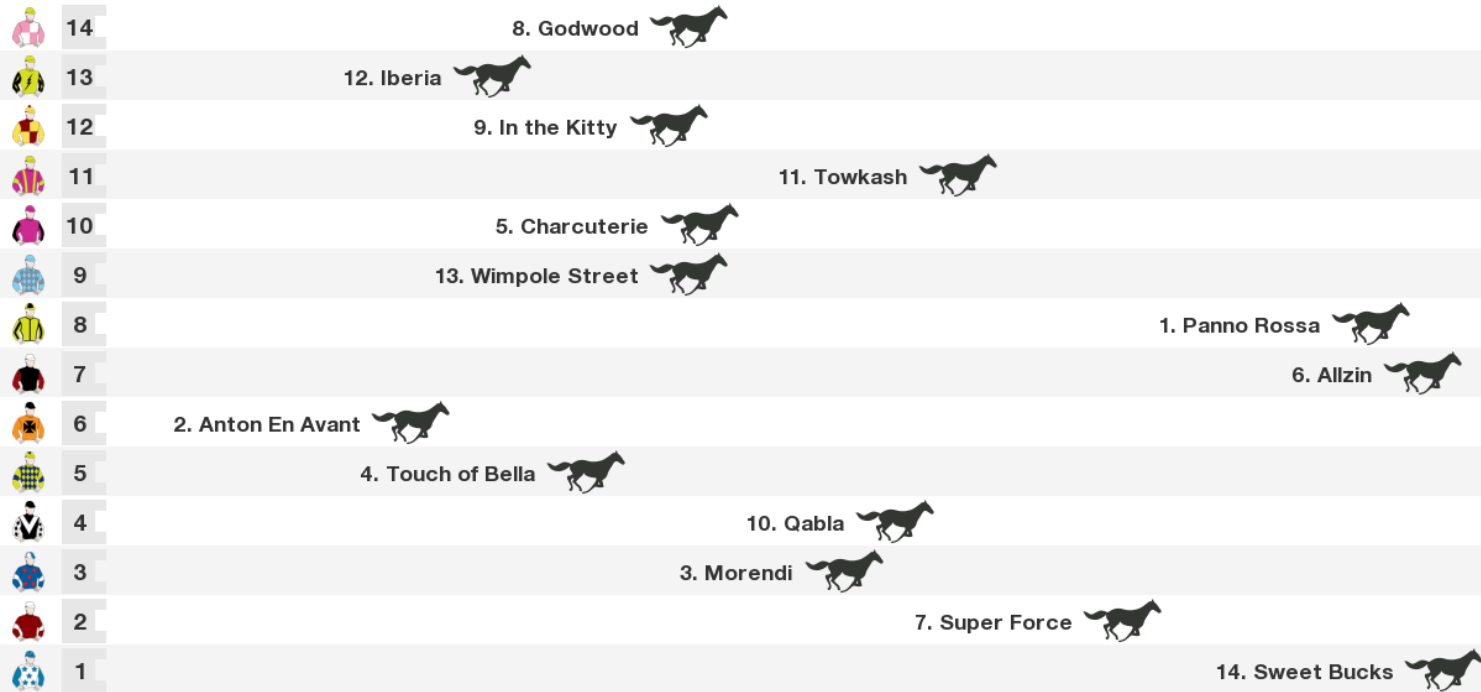 14 8. Godwood
13 12. Iberia
12 9. In the Kitty
11 11. Towkash
10 5. Charcuterie
9 13. Wimpole Street
8 1. Panno Rossa
7 6. Allzin
6 2. Anton En Avant
5 4. Touch of Bella
4 10. Qabla
3 3. Morendi
2 7. Super Force
1 14. Sweet Bucks